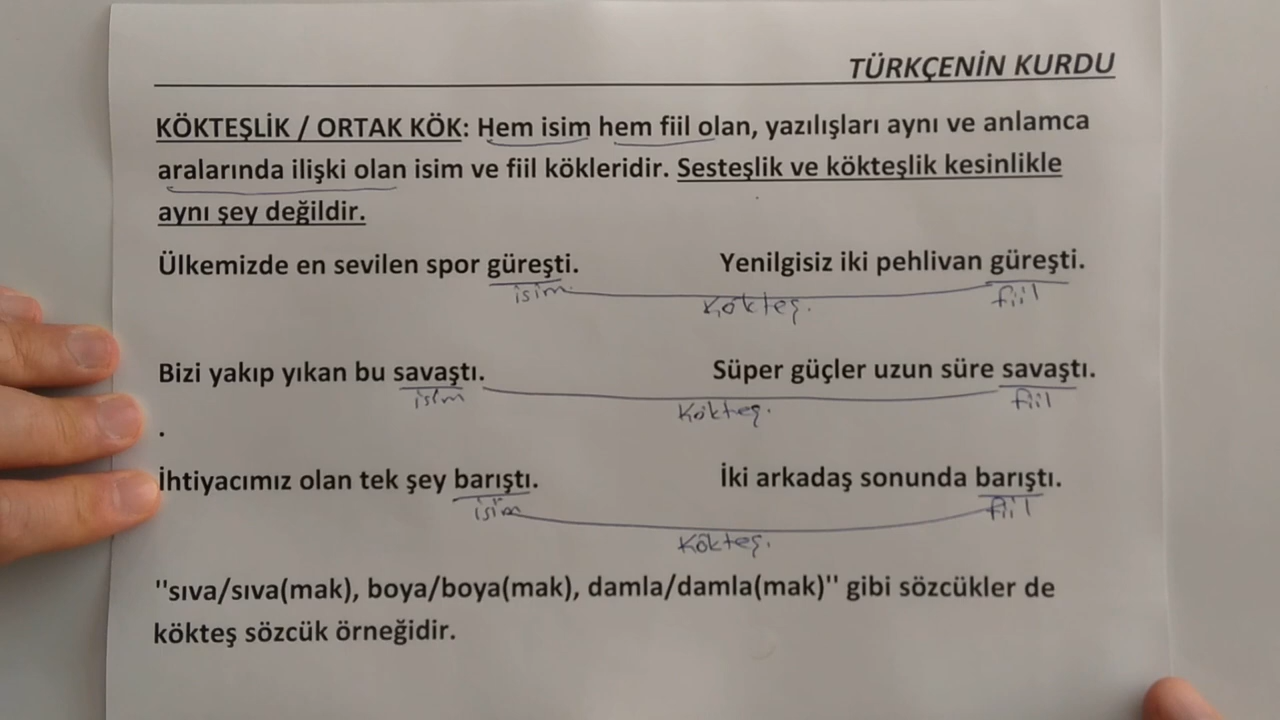 TÜRKÇENİN KURDU
KÖKTEŞLİK / ORTAK KÖK: Hem isim hem fiil olan, yazılışları aynı ve anlamca
aralarında ilişki olan isim ve fiil kökleridir. Sesteşlik ve kökteşlik kesinlikle
aynı şey değildir.
Ülkemizde en sevilen spor güreşti. Yenilgisiz iki pehlivan güreşti.
isim Kökteş. fiil
Bizi yakıp yıkan bu savaştı. Süper güçler uzun süre savaştı.
isim Kökteş. fiil
.
İhtiyacımız olan tek şey barıştı. İki arkadaş sonunda barıştı.
isim Kökteş. fiil
"sıva/sıva(mak), boya/boya(mak), damla/damla(mak)" gibi sözcükler de
kökteş sözcük örneğidir.